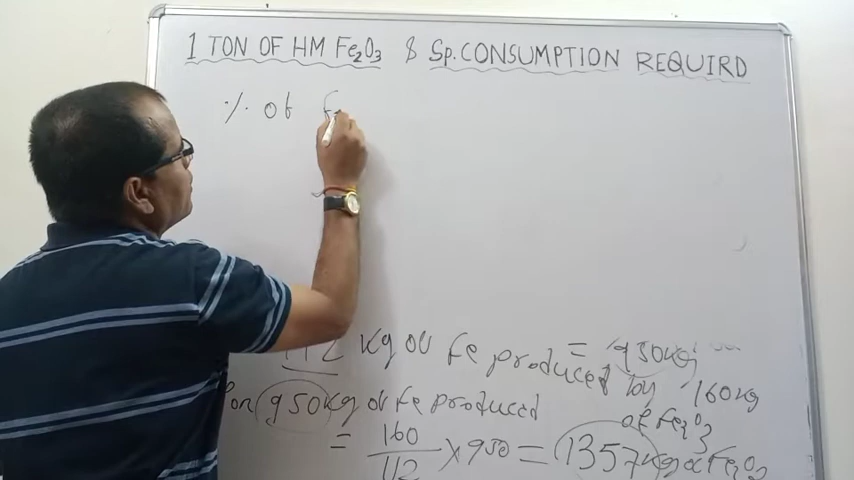 1 TON OF HM Fe2O3 & Sp.CONSUMPTION REQUIRD
% of F
112 Kg of Fe produced = 950kg
by 160kg
For 950Kg of Fe produced
of Fe2O3
= 160/112 × 950 = 1357Kg of Fe2O3